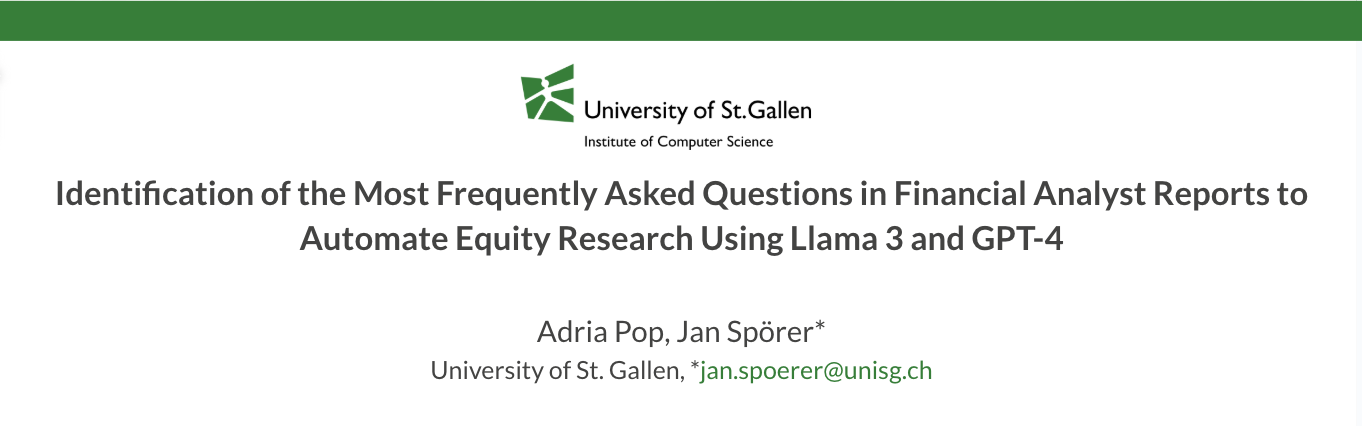 University of St.Gallen
Institute of Computer Science
Identification of the Most Frequently Asked Questions in Financial Analyst Reports to
Automate Equity Research Using Llama 3 and GPT-4
Adria Pop, Jan Spörer*
University of St. Gallen, *jan.spoerer@unisg.ch